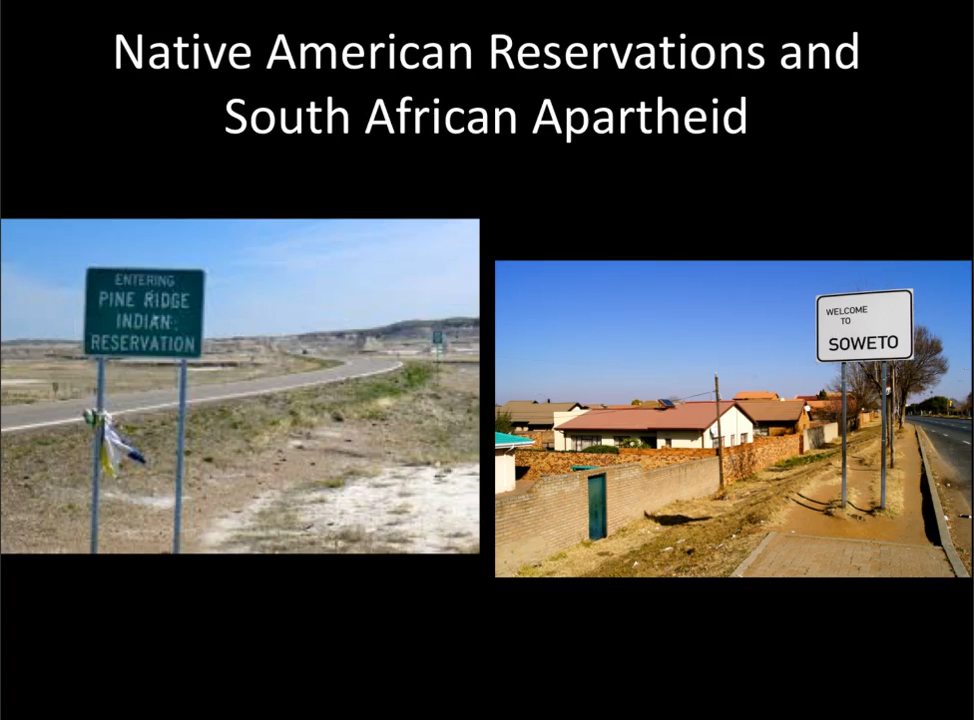 Native American Reservations and
South African Apartheid
ENTERING
PINE RIDGE
INDIAN
RESERVATION
WELCOME
TO
SOWETO